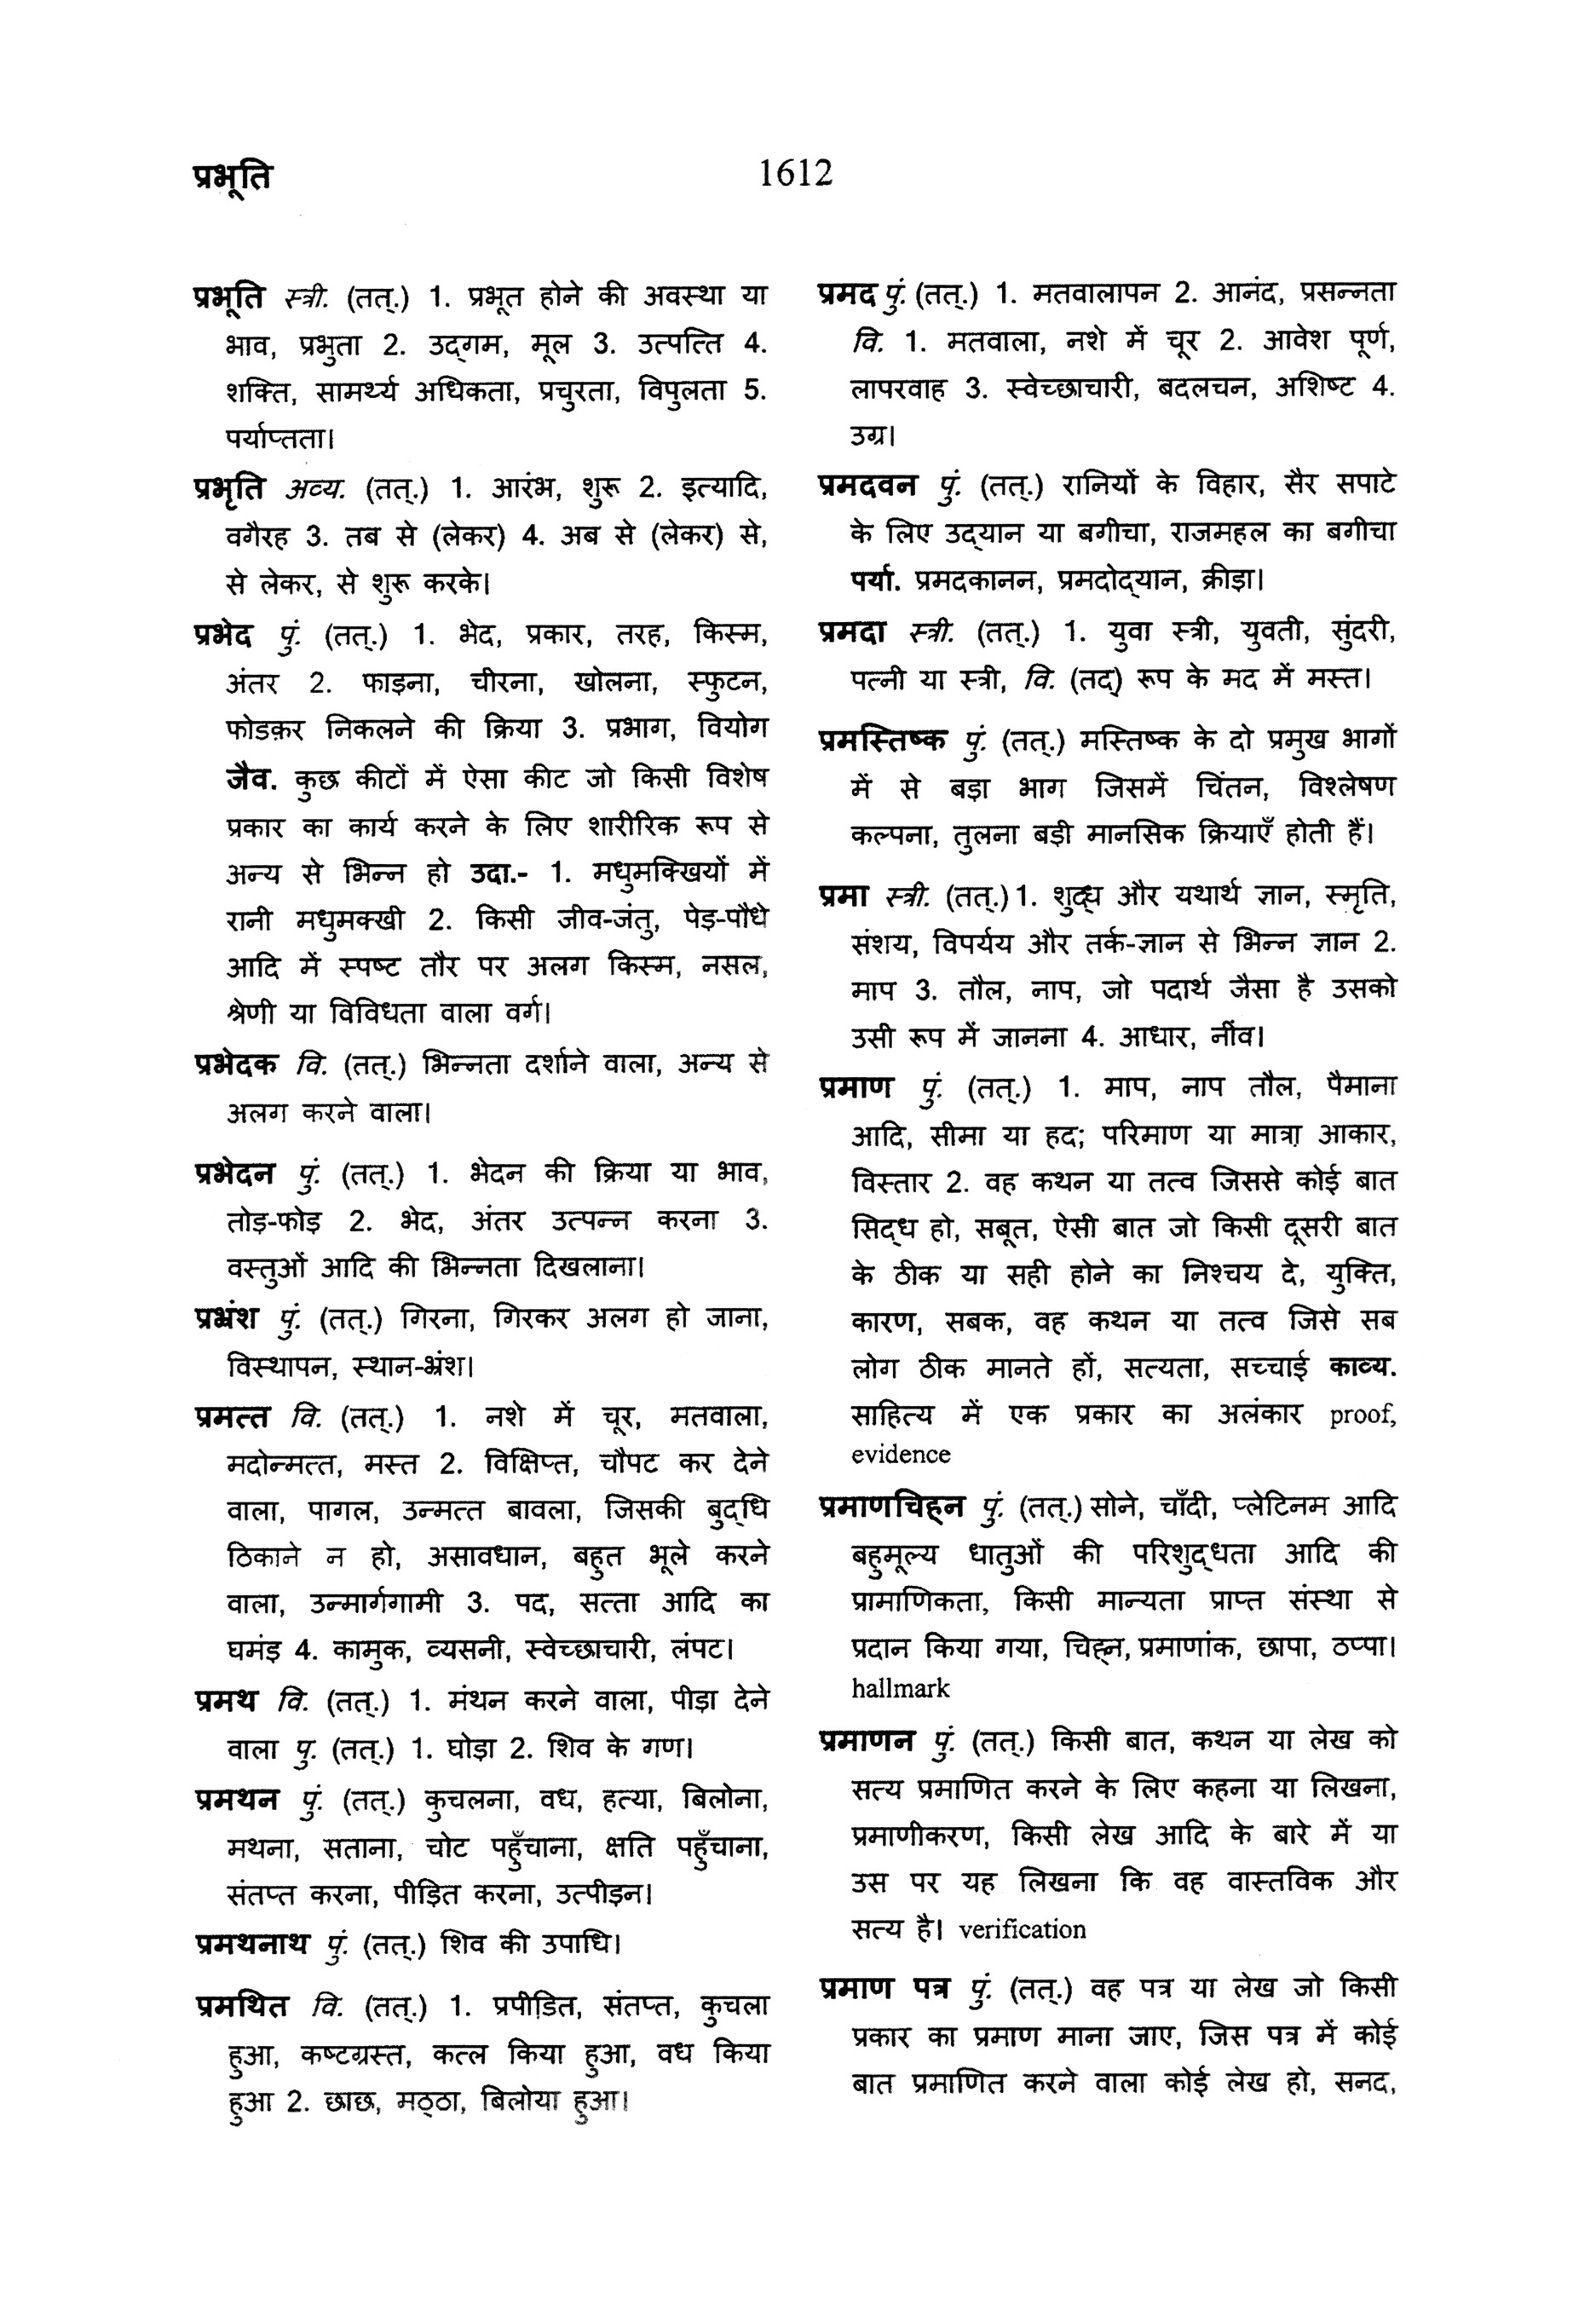 प्रभूति
1612
प्रभूति स्त्री. (तत्.) 1. प्रभूत होने की अवस्था या
भाव, प्रभुता 2. उद्‌गम, मूल 3. उत्पत्ति 4.
शक्ति, सामर्थ्य अधिकता, प्रचुरता, विपुलता 5.
पर्याप्तता।
प्रभृति अव्य. (तत्.) 1. आरंभ, शुरू 2. इत्यादि,
वगैरह 3. तब से (लेकर) 4. अब से (लेकर) से,
से लेकर, से शुरू करके।
प्रभेद पुं. (तत्.) 1. भेद, प्रकार, तरह, किस्म,
अंतर 2. फाड़ना, चीरना, खोलना, स्फुटन,
फोडक़र निकलने की क्रिया 3. प्रभाग, वियोग
जैव. कुछ कीटों में ऐसा कीट जो किसी विशेष
प्रकार का कार्य करने के लिए शारीरिक रूप से
अन्य से भिन्न हो उदा.- 1. मधुमक्खियों में
रानी मधुमक्खी 2. किसी जीव-जंतु, पेड़-पौधे
आदि में स्पष्ट तौर पर अलग किस्म, नसल,
श्रेणी या विविधता वाला वर्ग।
प्रभेदक वि. (तत्.) भिन्नता दर्शाने वाला, अन्य से
अलग करने वाला।
प्रभेदन पुं. (तत्.) 1. भेदन की क्रिया या भाव,
तोड़-फोड़ 2. भेद, अंतर उत्पन्न करना 3.
वस्तुओं आदि की भिन्नता दिखलाना।
प्रभ्रंश पुं. (तत्.) गिरना, गिरकर अलग हो जाना,
विस्थापन, स्थान-भ्रंश।
प्रमत्त वि. (तत्.) 1. नशे में चूर, मतवाला,
मदोन्मत्त, मस्त 2. विक्षिप्त, चौपट कर देने
वाला, पागल, उन्मत्त बावला, जिसकी बुद्‌धि
ठिकाने न हो, असावधान, बहुत भूले करने
वाला, उन्मार्गगामी 3. पद, सत्ता आदि का
घमंड़ 4. कामुक, व्यसनी, स्वेच्छाचारी, लंपट।
प्रमथ वि. (तत्.) 1. मंथन करने वाला, पीड़ा देने
वाला पु. (तत्.) 1. घोड़ा 2. शिव के गण।
प्रमथन पुं. (तत्.) कुचलना, वध, हत्या, बिलोना,
मथना, सताना, चोट पहुँचाना, क्षति पहुँचाना,
संतप्त करना, पीड़ित करना, उत्पीड़न।
प्रमथनाथ पुं. (तत्.) शिव की उपाधि।
प्रमथित वि. (तत्.) 1. प्रपीड़ित, संतप्त, कुचला
हुआ, कष्टग्रस्त, कत्ल किया हुआ, वध किया
हुआ 2. छाछ, मठ्‌ठा, बिलोया हुआ।
प्रमद पुं. (तत्.) 1. मतवालापन 2. आनंद, प्रसन्नता
वि. 1. मतवाला, नशे में चूर 2. आवेश पूर्ण,
लापरवाह 3. स्वेच्छाचारी, बदलचन, अशिष्ट 4.
उग्र।
प्रमदवन पुं. (तत्.) रानियों के विहार, सैर सपाटे
के लिए उद्‌यान या बगीचा, राजमहल का बगीचा
पर्या. प्रमदकानन, प्रमदोद्‌यान, क्रीड़ा।
प्रमदा स्त्री. (तत्.) 1. युवा स्त्री, युवती, सुंदरी,
पत्नी या स्त्री, वि. (तद्) रूप के मद में मस्त।
प्रमस्तिष्क पुं. (तत्.) मस्तिष्क के दो प्रमुख भागों
में से बड़ा भाग जिसमें चिंतन, विश्लेषण
कल्पना, तुलना बड़ी मानसिक क्रियाएँ होती हैं।
प्रमा स्त्री. (तत्.) 1. शुद्ध और यथार्थ ज्ञान, स्मृति,
संशय, विपर्यय और तर्क-ज्ञान से भिन्न ज्ञान 2.
माप 3. तौल, नाप, जो पदार्थ जैसा है उसको
उसी रूप में जानना 4. आधार, नींव।
प्रमाण पुं. (तत्.) 1. माप, नाप तौल, पैमाना
आदि, सीमा या हद; परिमाण या मात्रा़ आकार,
विस्तार 2. वह कथन या तत्व जिससे कोई बात
सिद्‌ध हो, सबूत, ऐसी बात जो किसी दूसरी बात
के ठीक या सही होने का निश्चय दे, युक्ति,
कारण, सबक, वह कथन या तत्व जिसे सब
लोग ठीक मानते हों, सत्यता, सच्चाई काव्य.
साहित्य में एक प्रकार का अलंकार proof,
evidence
प्रमाणचिह्‌न पुं. (तत्.) सोने, चाँदी, प्लेटिनम आदि
बहुमूल्य धातुओं की परिशुद्‌धता आदि की
प्रामाणिकता, किसी मान्यता प्राप्त संस्था से
प्रदान किया गया, चिह्‌न, प्रमाणांक, छापा, ठप्पा।
hallmark
प्रमाणन पुं. (तत्.) किसी बात, कथन या लेख को
सत्य प्रमाणित करने के लिए कहना या लिखना,
प्रमाणीकरण, किसी लेख आदि के बारे में या
उस पर यह लिखना कि वह वास्तविक और
सत्य है। verification
प्रमाण पत्र पुं. (तत्.) वह पत्र या लेख जो किसी
प्रकार का प्रमाण माना जाए, जिस पत्र में कोई
बात प्रमाणित करने वाला कोई लेख हो, सनद,